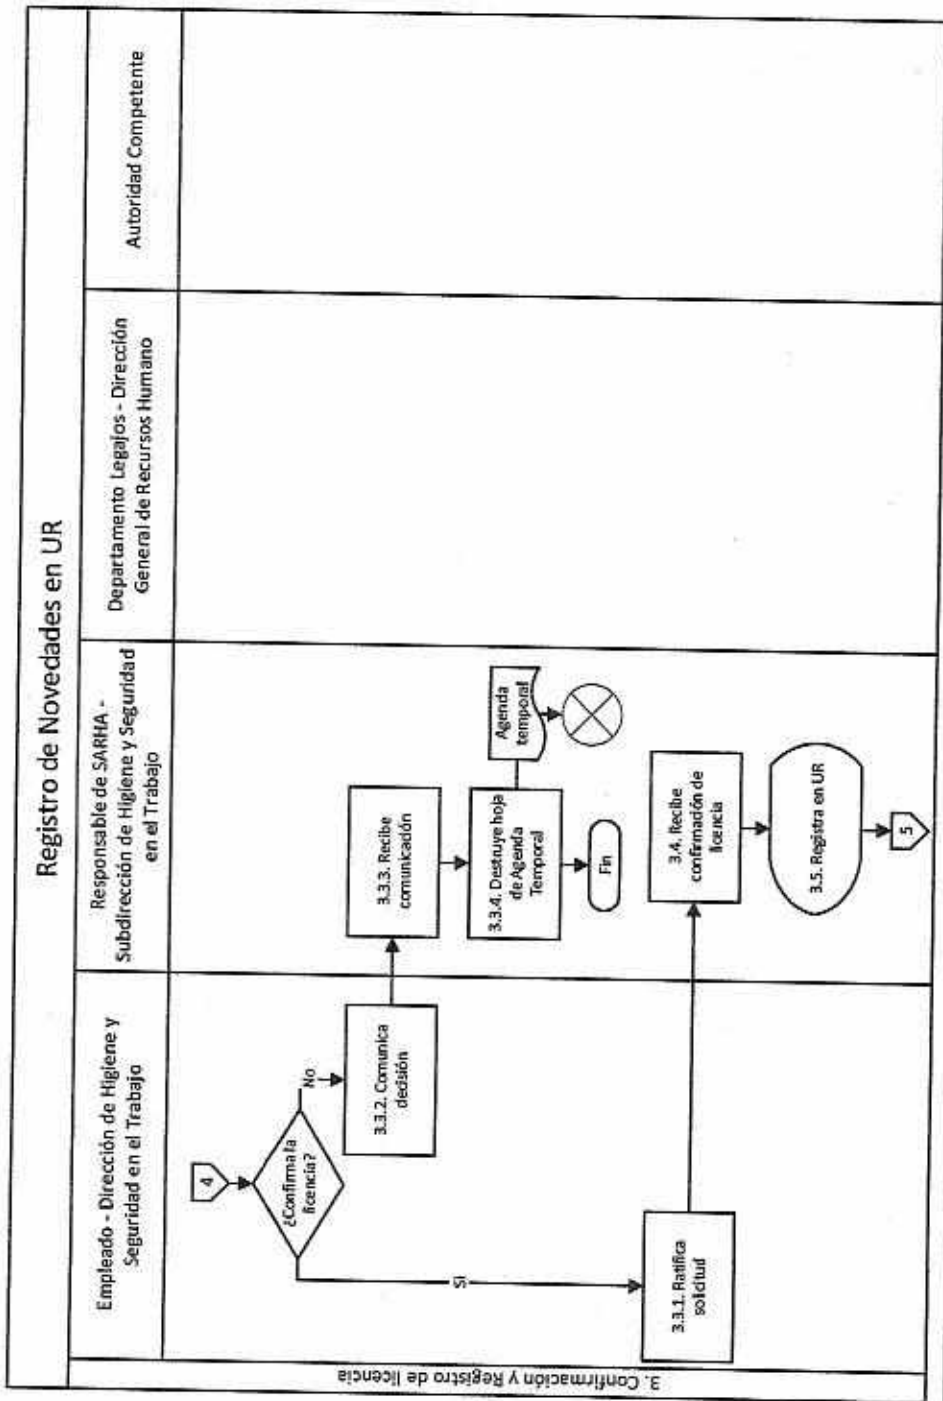 Registro de Novedades en UR
Empleado - Dirección de Higiene y
Seguridad en el Trabajo
Responsable de SARHA -
Subdirección de Higiene y Seguridad
en el Trabajo
Departamento Legajos - Dirección
General de Recursos Humano
Autoridad Competente
3. Confirmación y Registro de licencia
4
¿Confirma la
licencia?
No
3.3.2. Comunica
decisión
3.3.3. Recibe
comunicación
3.3.4. Destruye hoja
de Agenda
Temporal
Agenda
temporal
Fin
Si
3.3.1. Ratifica
solicitud
3.4. Recibe
confirmación de
licencia
3.5. Registra en UR
5